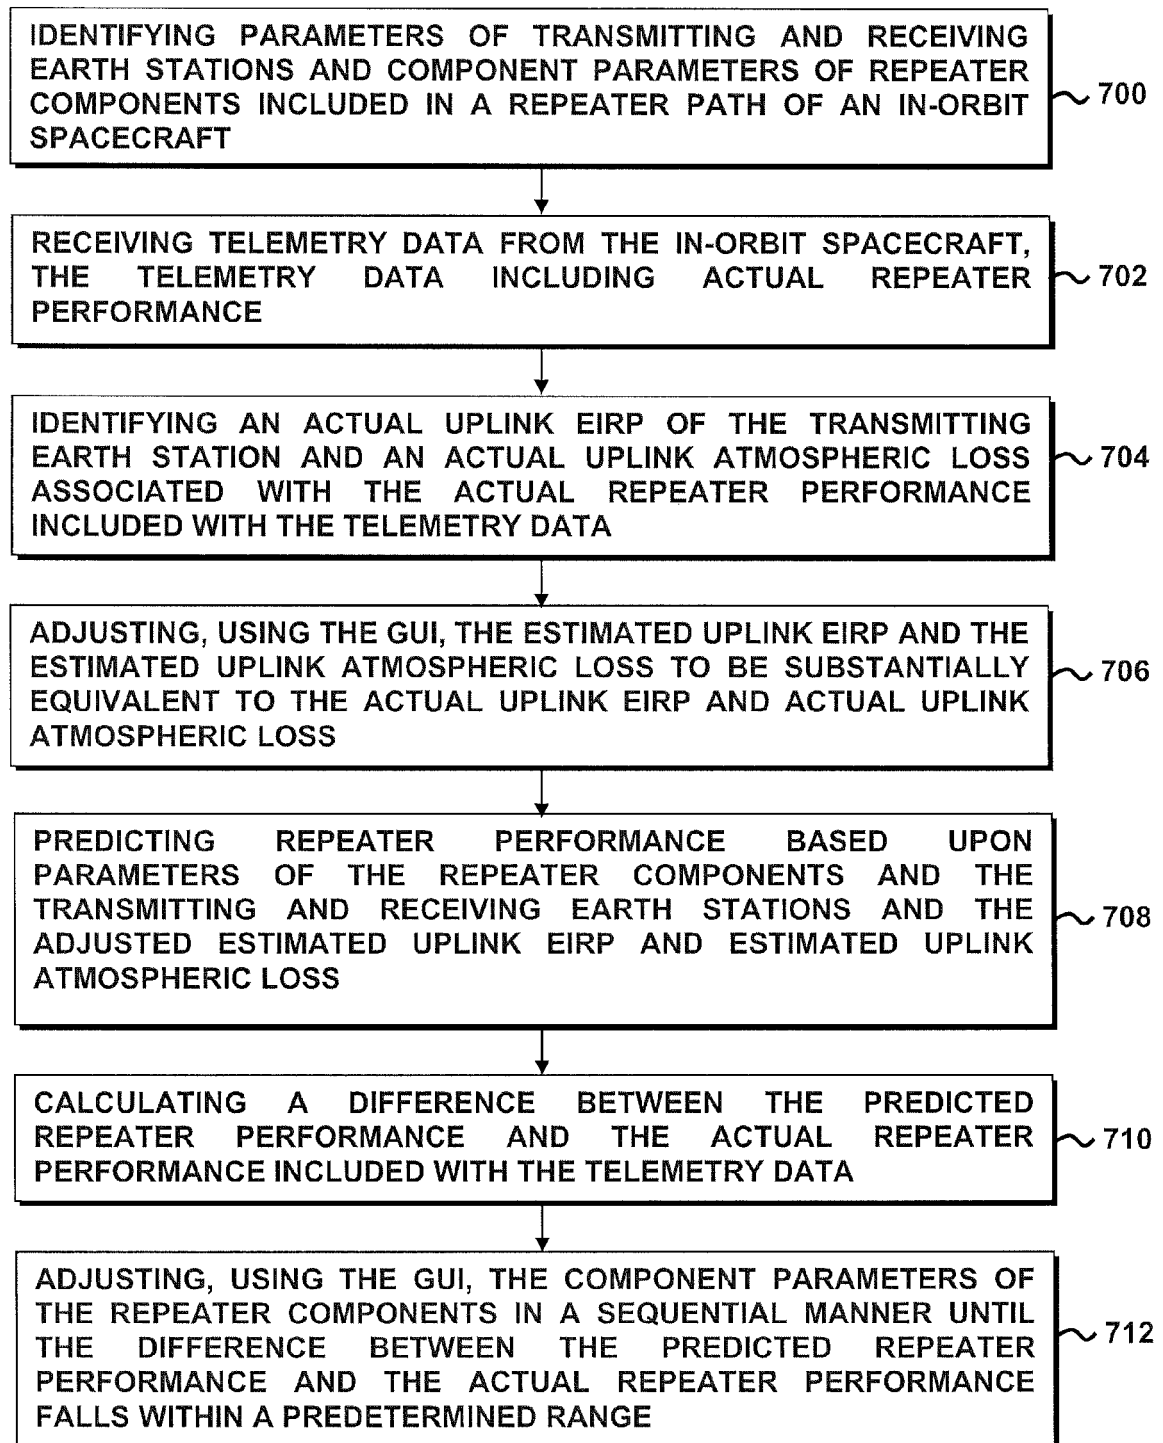 IDENTIFYING PARAMETERS OF TRANSMITTING AND RECEIVING
EARTH STATIONS AND COMPONENT PARAMETERS OF REPEATER
COMPONENTS INCLUDED IN A REPEATER PATH OF AN IN-ORBIT
SPACECRAFT
700
RECEIVING TELEMETRY DATA FROM THE IN-ORBIT SPACECRAFT,
THE TELEMETRY DATA INCLUDING ACTUAL REPEATER
PERFORMANCE
702
IDENTIFYING AN ACTUAL UPLINK EIRP OF THE TRANSMITTING
EARTH STATION AND AN ACTUAL UPLINK ATMOSPHERIC LOSS
ASSOCIATED WITH THE ACTUAL REPEATER PERFORMANCE
INCLUDED WITH THE TELEMETRY DATA
704
ADJUSTING, USING THE GUI, THE ESTIMATED UPLINK EIRP AND THE
ESTIMATED UPLINK ATMOSPHERIC LOSS TO BE SUBSTANTIALLY
EQUIVALENT TO THE ACTUAL UPLINK EIRP AND ACTUAL UPLINK
ATMOSPHERIC LOSS
706
PREDICTING REPEATER PERFORMANCE BASED UPON
PARAMETERS OF THE REPEATER COMPONENTS AND THE
TRANSMITTING AND RECEIVING EARTH STATIONS AND THE
ADJUSTED ESTIMATED UPLINK EIRP AND ESTIMATED UPLINK
ATMOSPHERIC LOSS
708
CALCULATING A DIFFERENCE BETWEEN THE PREDICTED
REPEATER PERFORMANCE AND THE ACTUAL REPEATER
PERFORMANCE INCLUDED WITH THE TELEMETRY DATA
710
ADJUSTING, USING THE GUI, THE COMPONENT PARAMETERS OF
THE REPEATER COMPONENTS IN A SEQUENTIAL MANNER UNTIL
THE DIFFERENCE BETWEEN THE PREDICTED REPEATER
PERFORMANCE AND THE ACTUAL REPEATER PERFORMANCE
FALLS WITHIN A PREDETERMINED RANGE
712